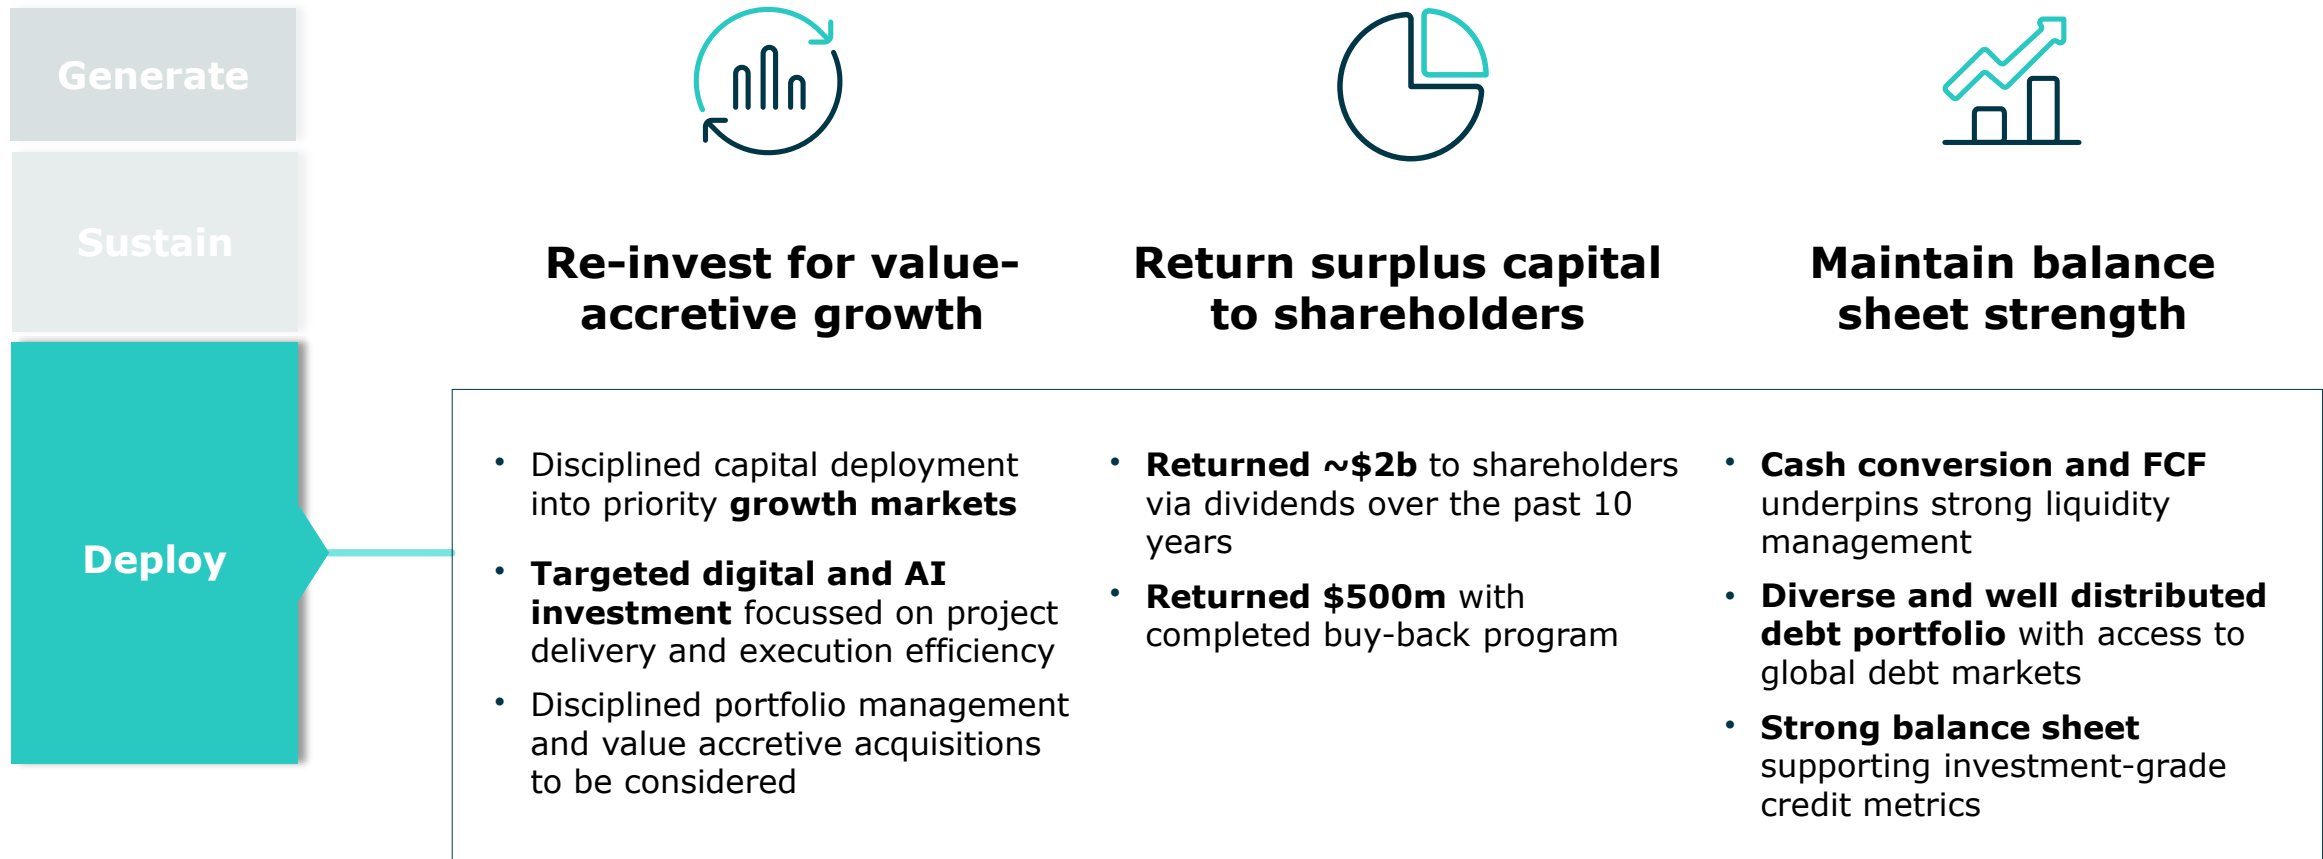 Generate
Sustain
Deploy
Re-invest for value-
accretive growth
• Disciplined capital deployment
into priority growth markets
• Targeted digital and AI
investment focussed on project
delivery and execution efficiency
• Disciplined portfolio management
and value accretive acquisitions
to be considered
Return surplus capital
to shareholders
• Returned ~$2b to shareholders
via dividends over the past 10
years
• Returned $500m with
completed buy-back program
Maintain balance
sheet strength
• Cash conversion and FCF
underpins strong liquidity
management
• Diverse and well distributed
debt portfolio with access to
global debt markets
• Strong balance sheet
supporting investment-grade
credit metrics